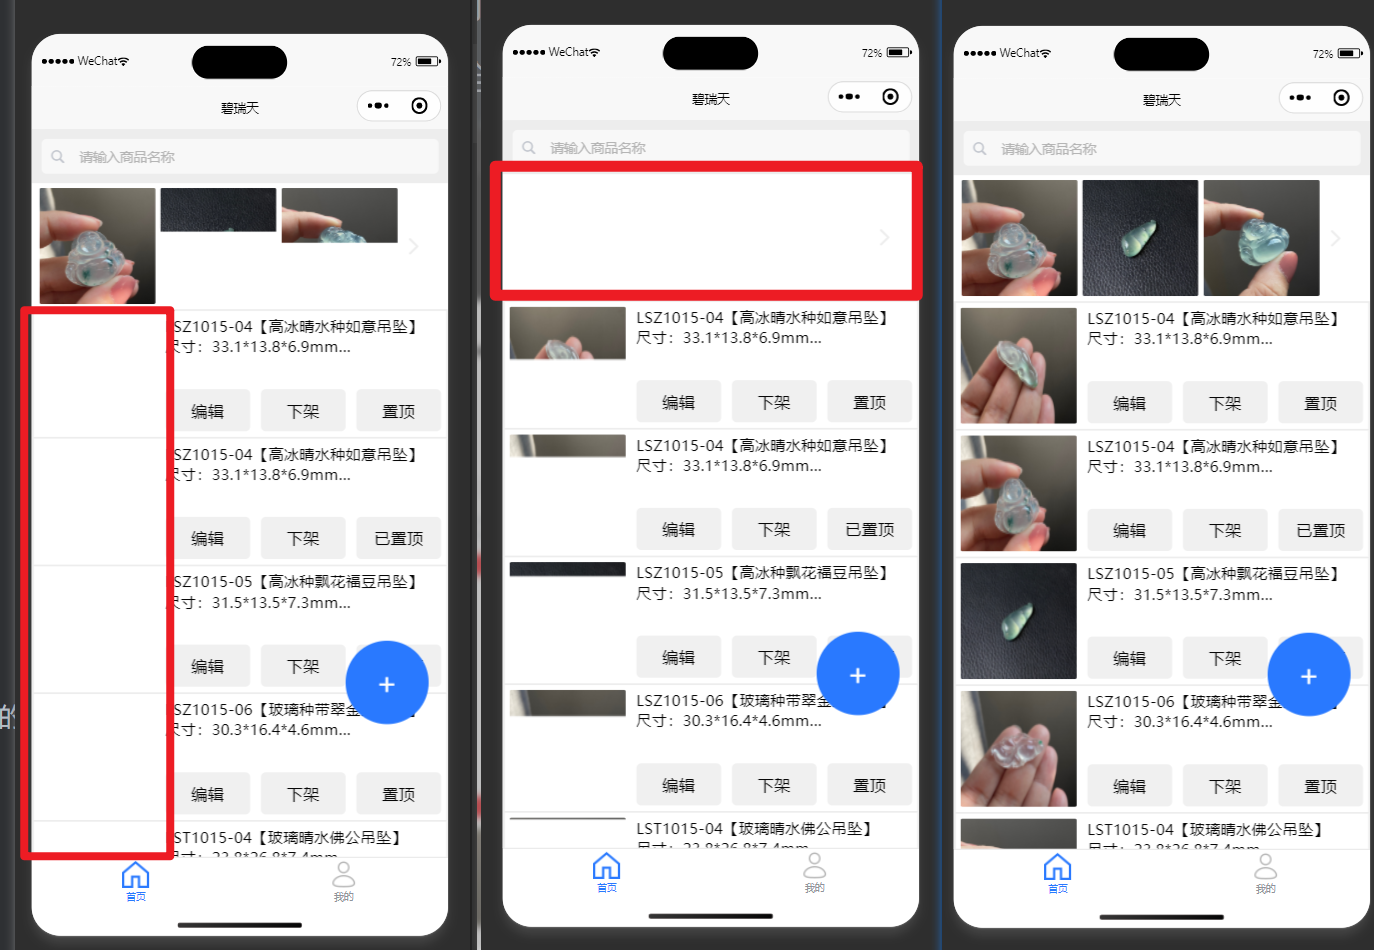 ●●●●● WeChat
72%
碧瑞天
请输入商品名称
SZ1015-04【高冰晴水种如意吊坠】
尺寸：33.1*13.8*6.9mm...
编辑
下架
置顶
SZ1015-04【高冰晴水种如意吊坠】
尺寸：33.1*13.8*6.9mm...
编辑
下架
已置顶
SZ1015-05【高冰种飘花福豆吊坠】
尺寸：31.5*13.5*7.3mm...
编辑
下架
+
SZ1015-06【玻璃种带翠金
尺寸：30.3*16.4*4.6mm...
编辑
下架
置顶
ST1015-04【玻璃晴水佛公吊坠】
首页
我的
的
●●●●● WeChat
72%
碧瑞天
请输入商品名称
LSZ1015-04【高冰晴水种如意吊坠】
尺寸：33.1*13.8*6.9mm...
编辑
下架
置顶
LSZ1015-04【高冰晴水种如意吊坠】
尺寸：33.1*13.8*6.9mm...
编辑
下架
已置顶
LSZ1015-05【高冰种飘花福豆吊坠】
尺寸：31.5*13.5*7.3mm...
编辑
下架
+
LSZ1015-06【玻璃种带翠金
尺寸：30.3*16.4*4.6mm...
编辑
下架
置顶
LST1015-04【玻璃晴水佛公吊坠】
首页
我的
●●●●● WeChat
72%
碧瑞天
请输入商品名称
LSZ1015-04【高冰晴水种如意吊坠】
尺寸：33.1*13.8*6.9mm...
编辑
下架
置顶
LSZ1015-04【高冰晴水种如意吊坠】
尺寸：33.1*13.8*6.9mm...
编辑
下架
已置顶
LSZ1015-05【高冰种飘花福豆吊坠】
尺寸：31.5*13.5*7.3mm...
编辑
下架
+
LSZ1015-06【玻璃种带翠金
尺寸：30.3*16.4*4.6mm...
编辑
下架
置顶
LST1015-04【玻璃晴水佛公吊坠】
首页
我的